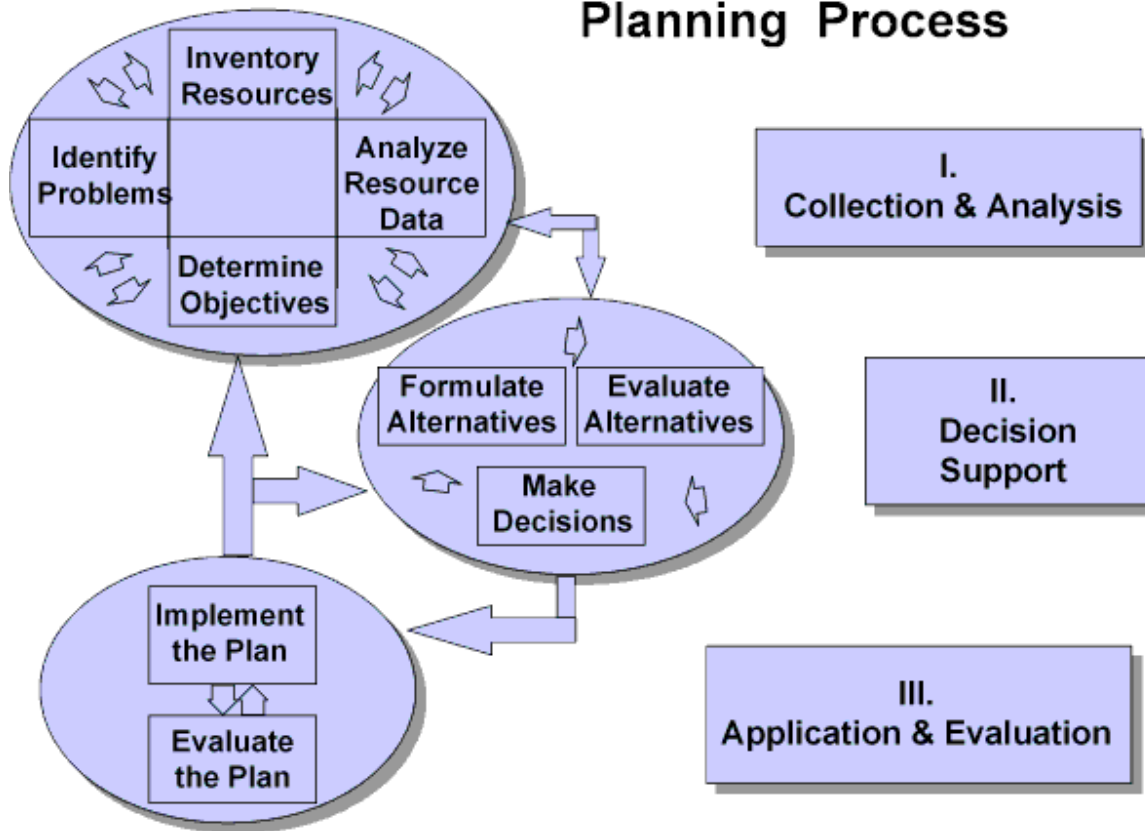 Planning Process
Inventory
Resources
Identify
Problems
Analyze
Resource
Data
Determine
Objectives
I.
Collection & Analysis
Formulate
Alternatives
Evaluate
Alternatives
Make
Decisions
II.
Decision
Support
Implement
the Plan
Evaluate
the Plan
III.
Application & Evaluation